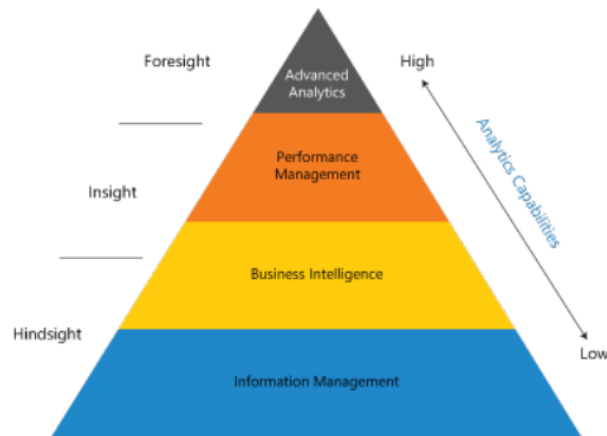 Foresight
Advanced
Analytics
High
Performance
Management
Analytics Capabilities
Insight
Business Intelligence
Hindsight
Low
Information Management